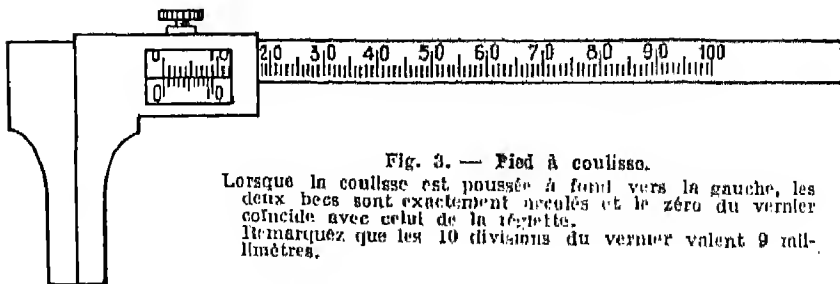 0 10
20 30 40 50 60 70 80 90 100
0 10
Fig. 3. — Pied à coulisse.
Lorsque la coulisse est poussée à fond vers la gauche, les
deux becs sont exactement accolés et le zéro du vernier
coïncide avec celui de la réglette.
Remarquez que les 10 divisions du vernier valent 9 mil-
limètres.